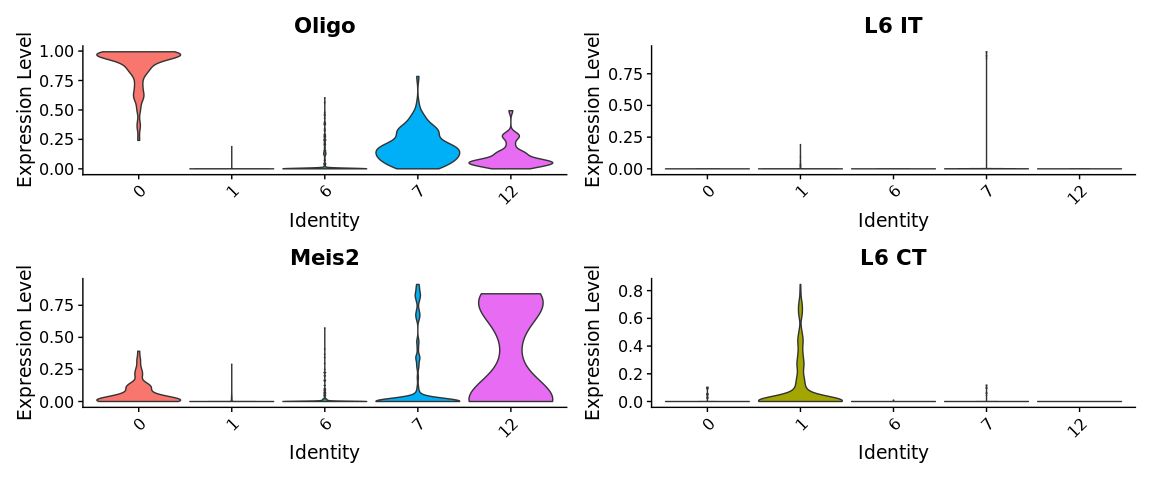 Oligo
Expression Level
1.00
0.75
0.50
0.25
0.00
0 1 6 7 12
Identity
L6 IT
Expression Level
0.75
0.50
0.25
0.00
0 1 6 7 12
Identity
Meis2
Expression Level
0.75
0.50
0.25
0.00
0 1 6 7 12
Identity
L6 CT
Expression Level
0.8
0.6
0.4
0.2
0.0
0 1 6 7 12
Identity